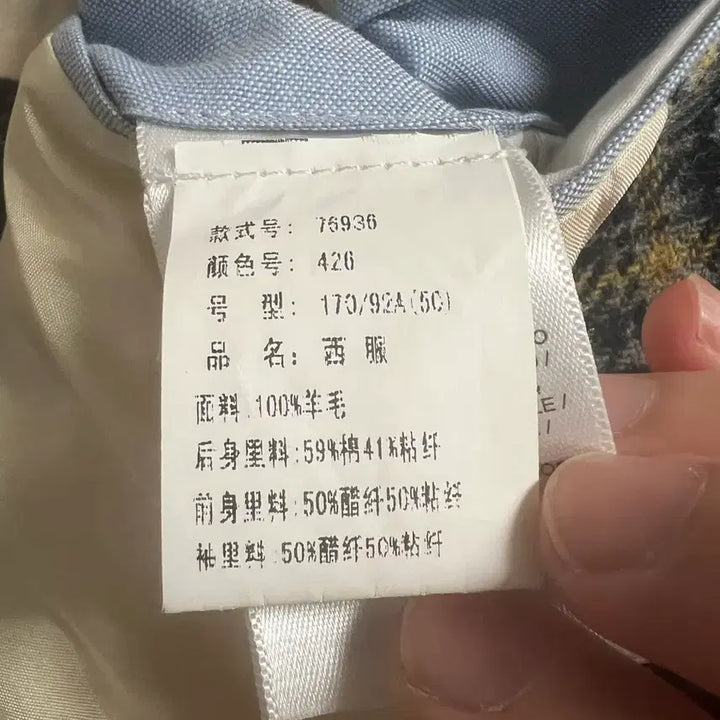 款式号: 76936
颜色号: 426
号 型: 170/92A(50)
品 名: 西 服
面料:100%羊毛
后身里料:59%棉41%粘纤
前身里料:50%醋纤50%粘纤
袖里料:50%醋纤50%粘纤